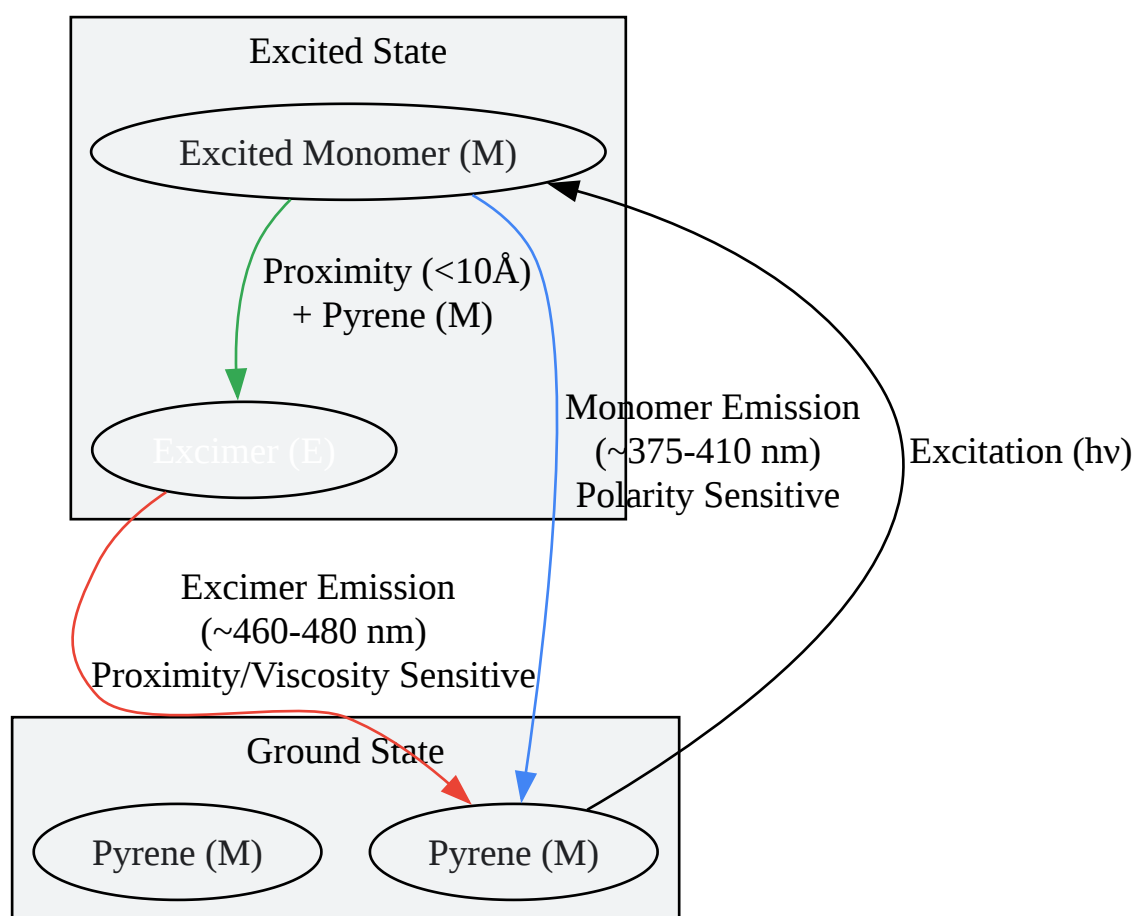 Excited State
Excited Monomer (M)
Proximity (<10Å)
+ Pyrene (M)
Monomer Emission
(~375-410 nm)
Polarity Sensitive
Excitation (hν)
Excimer (E)
Excimer Emission
(~460-480 nm)
Proximity/Viscosity Sensitive
Ground State
Pyrene (M)
Pyrene (M)